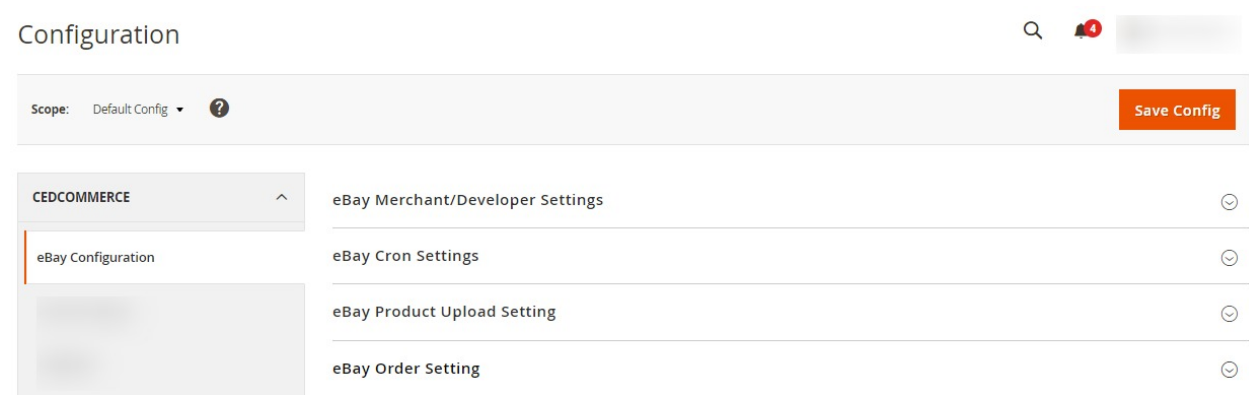 Configuration
4
Scope: Default Config ?
Save Config
CEDCOMMERCE
eBay Configuration
eBay Merchant/Developer Settings
eBay Cron Settings
eBay Product Upload Setting
eBay Order Setting